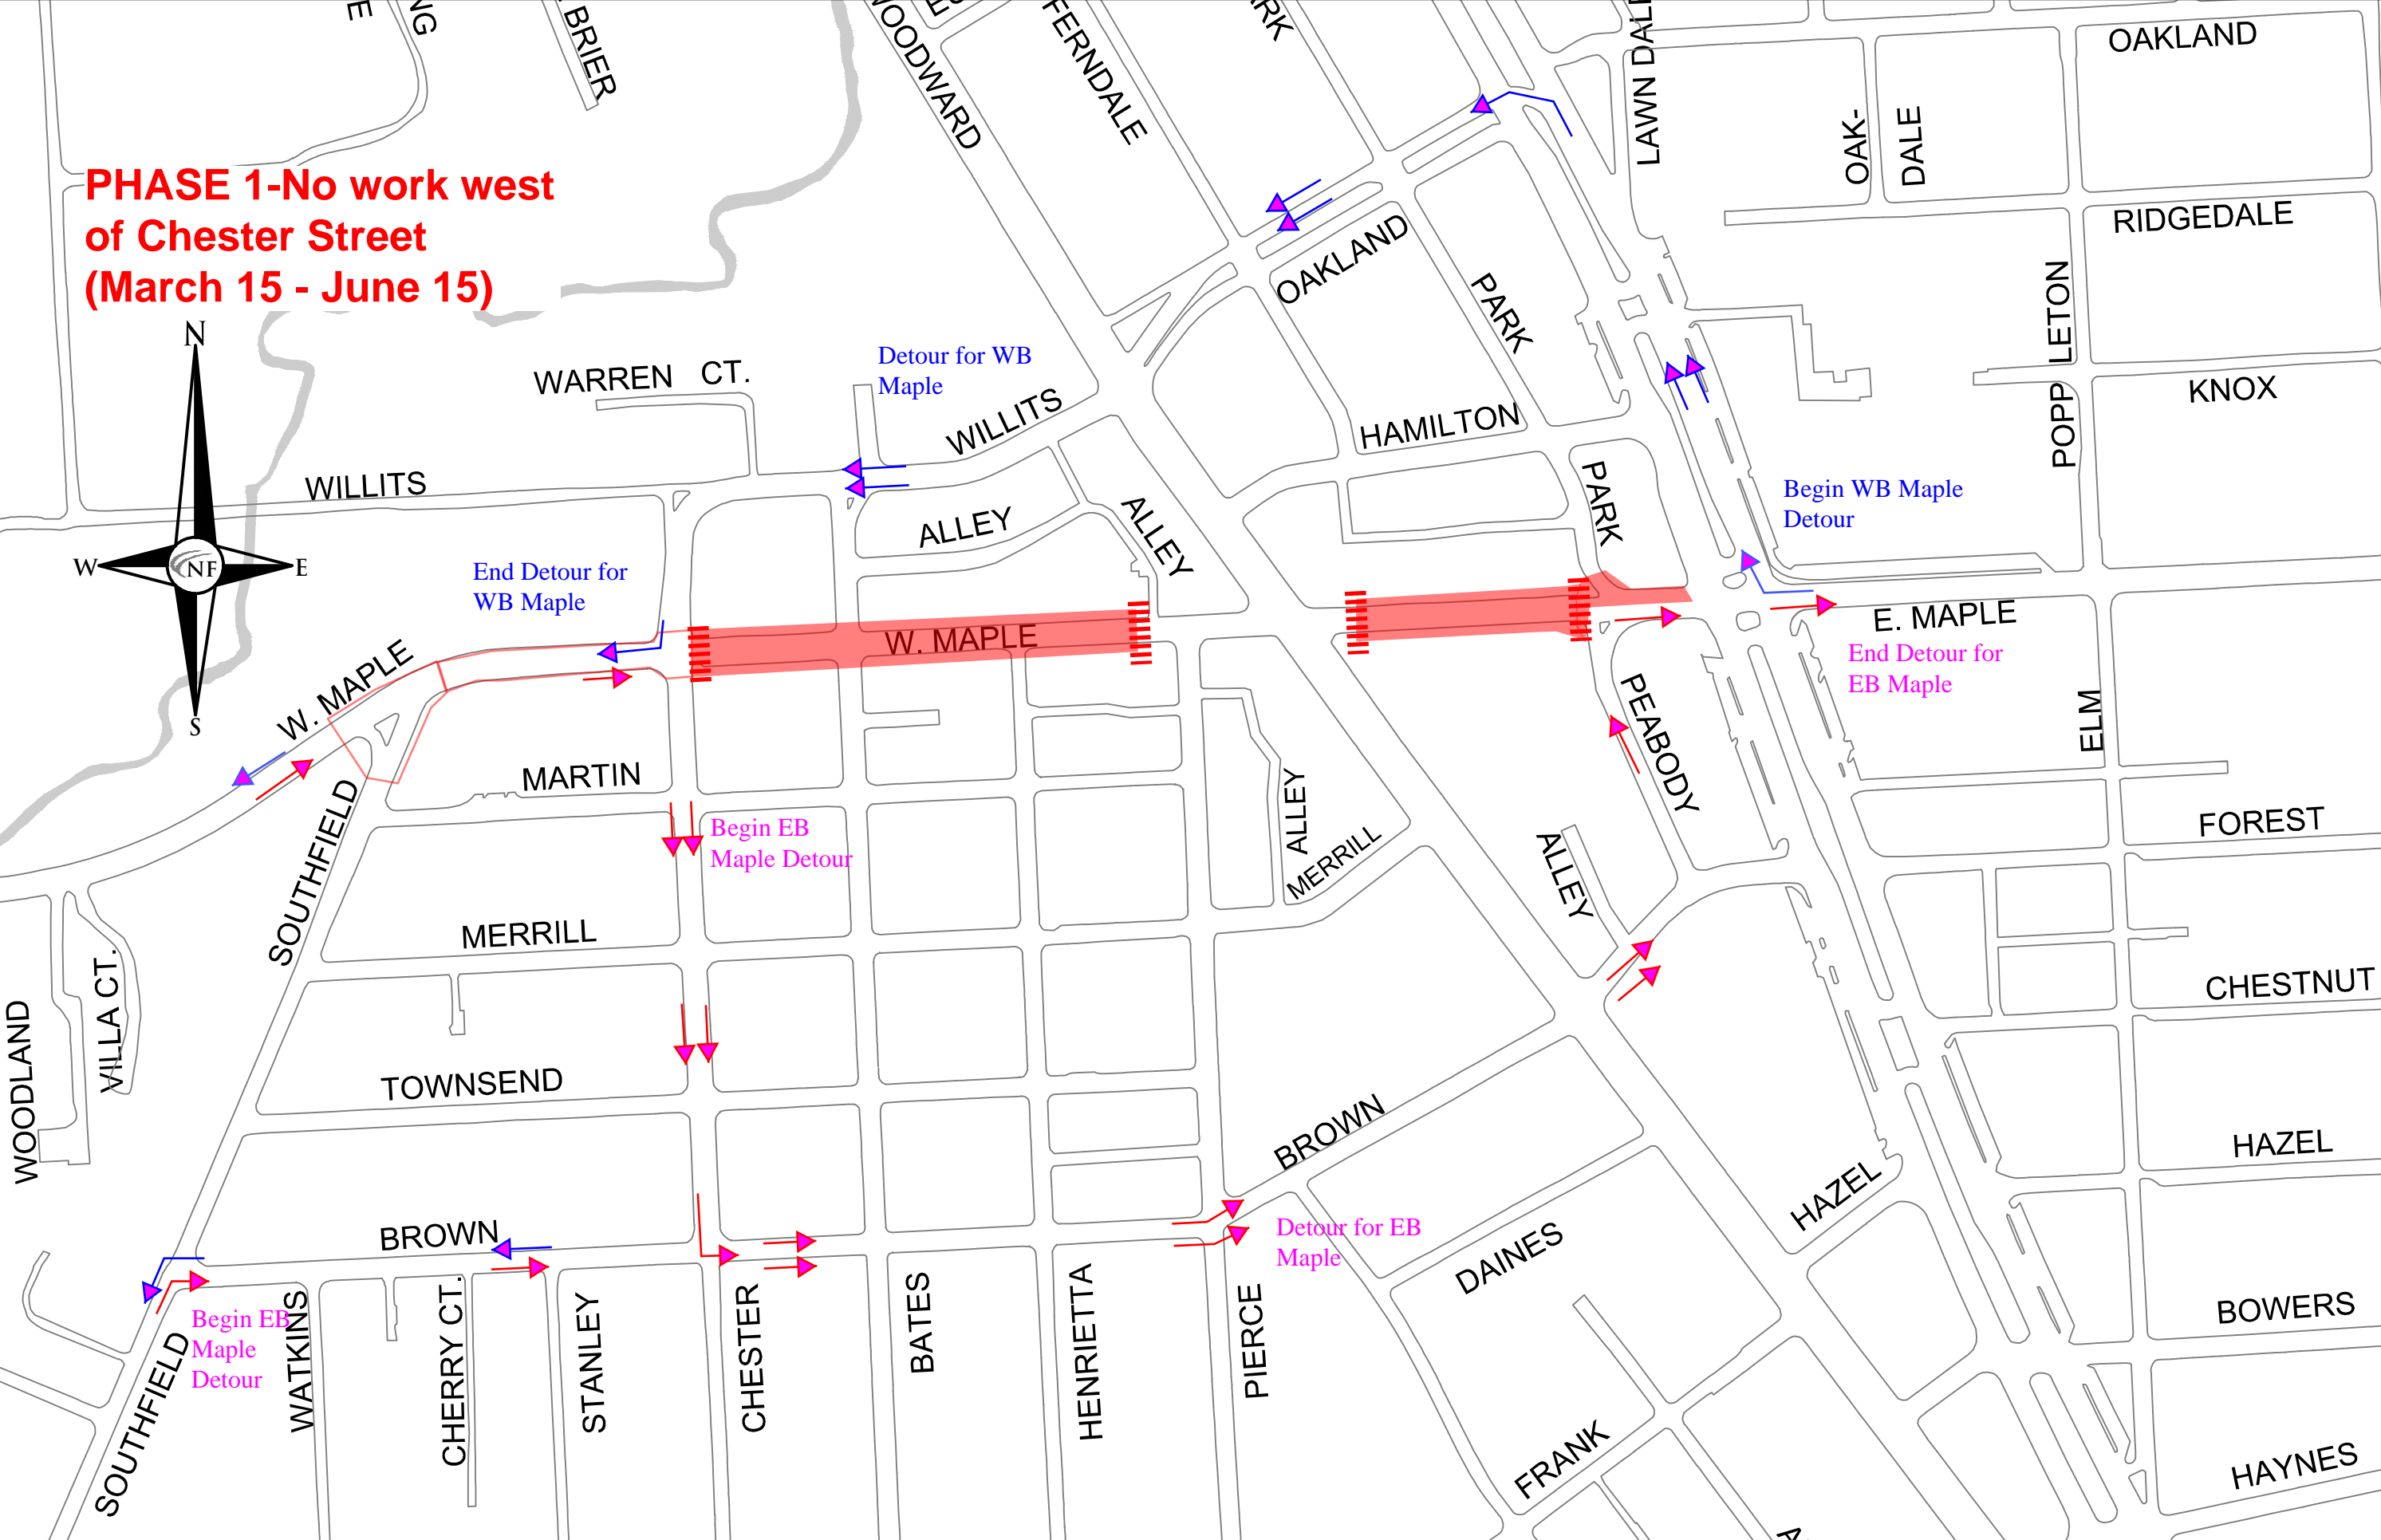 NG
BRIER
WOODWARD
FERNDALE
LAWN DALE
OAKLAND
OAK-
DALE
PHASE 1-No work west
of Chester Street
(March 15 - June 15)
RIDGEDALE
OAKLAND
PARK
POPP LETON
N
W
NF
E
S
WARREN CT.
Detour for WB
Maple
WILLITS
HAMILTON
KNOX
WILLITS
ALLEY
ALLEY
PARK
Begin WB Maple
Detour
End Detour for
WB Maple
W. MAPLE
W. MAPLE
E. MAPLE
End Detour for
EB Maple
PEABODY
ELM
MARTIN
SOUTHFIELD
Begin EB
Maple Detour
ALLEY
MERRILL
ALLEY
FOREST
MERRILL
WOODLAND
VILLA CT.
CHESTNUT
TOWNSEND
BROWN
HAZEL
HAZEL
BROWN
Detour for EB
Maple
DAINES
Begin EB
Maple
Detour
SOUTHFIELD
WATKINS
CHERRY CT.
STANLEY
CHESTER
BATES
HENRIETTA
PIERCE
BOWERS
FRANK
HAYNES